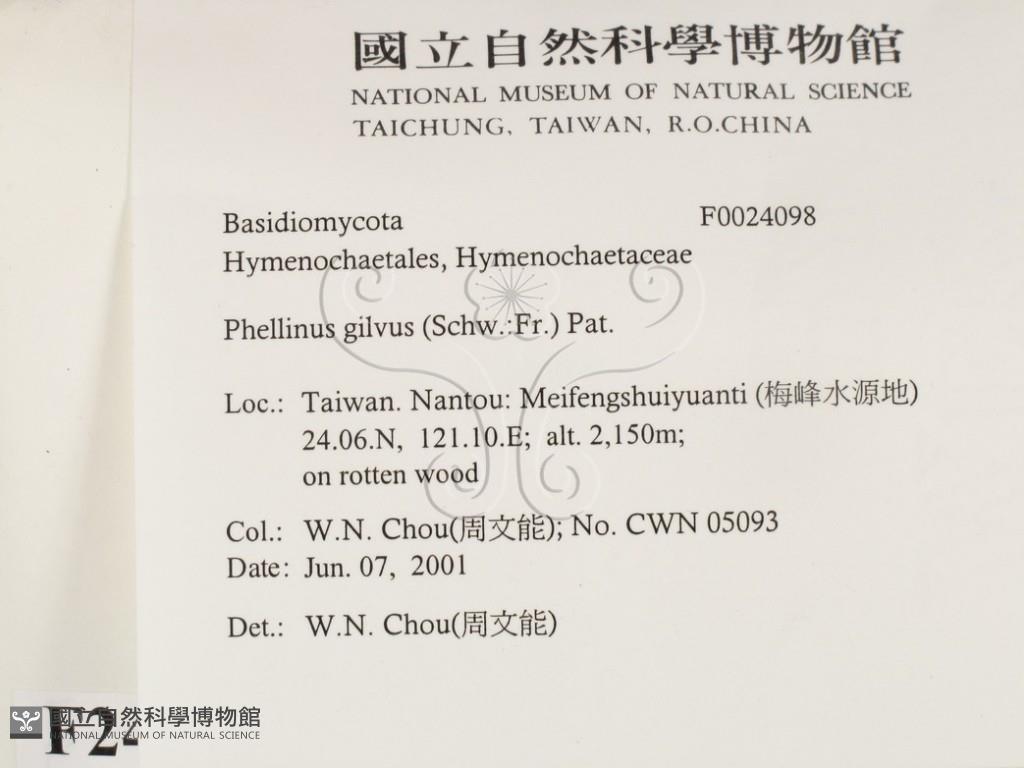 國立自然科學博物館
NATIONAL MUSEUM OF NATURAL SCIENCE
TAICHUNG, TAIWAN, R.O.CHINA
Basidiomycota F0024098
Hymenochaetales, Hymenochaetaceae
Phellinus gilvus (Schw.:Fr.) Pat.
Loc.: Taiwan. Nantou: Meifengshuiyuanti (梅峰水源地)
24.06.N, 121.10.E; alt. 2,150m;
on rotten wood
Col.: W.N. Chou(周文能); No. CWN 05093
Date: Jun. 07, 2001
Det.: W.N. Chou(周文能)
國立自然科學博物館
NATIONAL MUSEUM OF NATURAL SCIENCE
F2